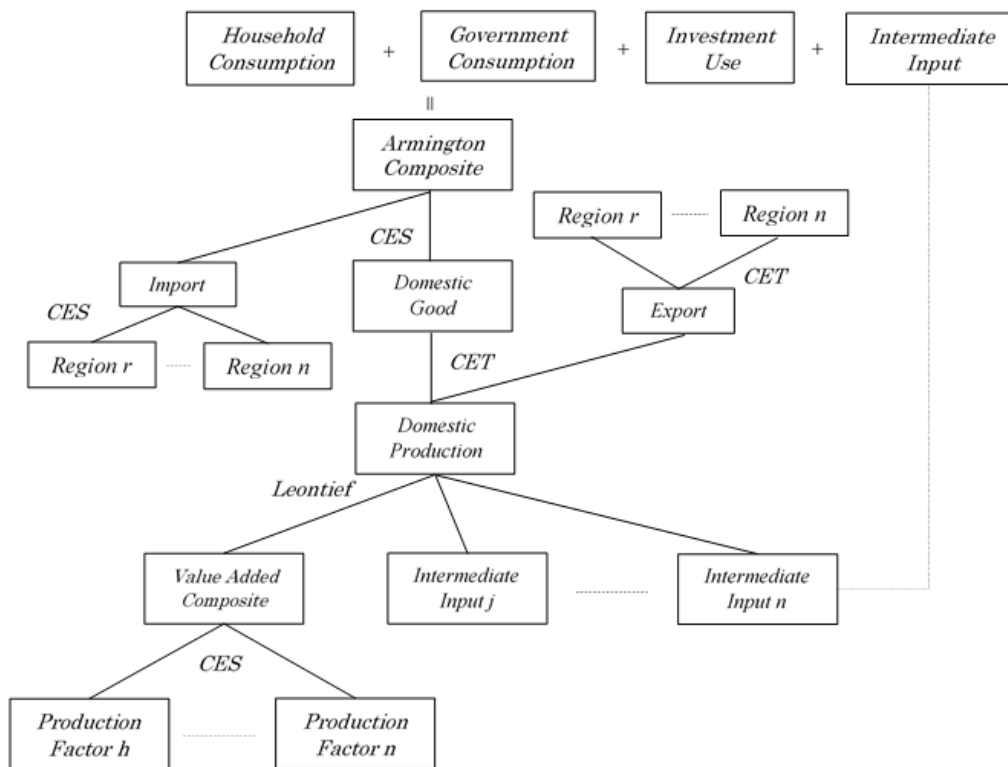 Household
Consumption
+
Government
Consumption
+
Investment
Use
+
Intermediate
Input
=
Armington
Composite
Region r
Region n
CES
CET
Import
Domestic
Good
Export
CES
Region r
Region n
CET
Domestic
Production
Leontief
Value Added
Composite
Intermediate
Input j
Intermediate
Input n
CES
Production
Factor h
Production
Factor n